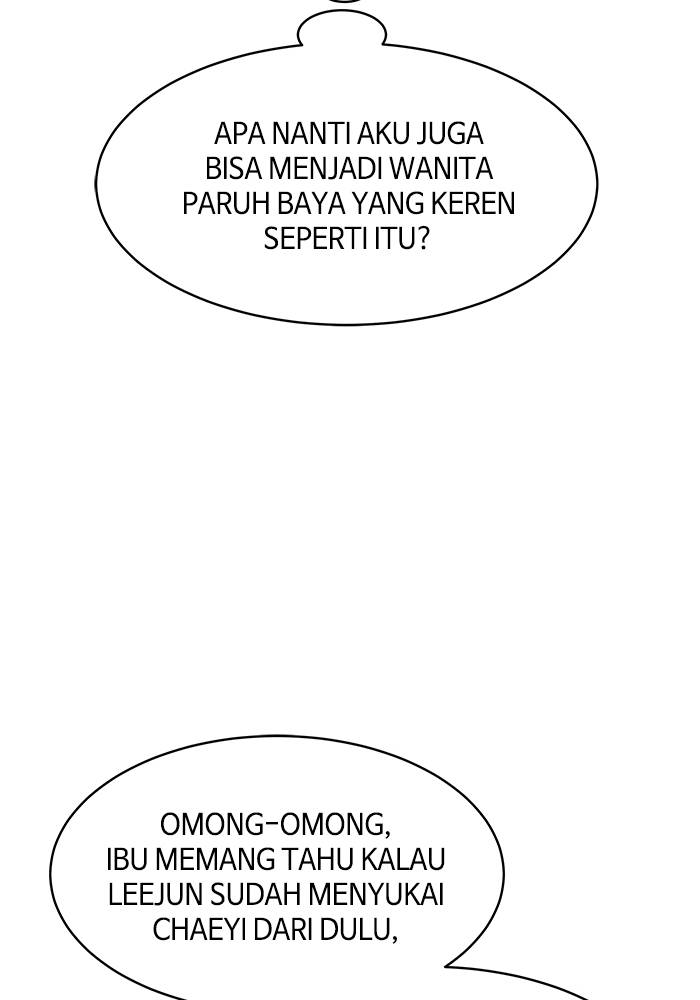 APA NANTI AKU JUGA
BISA MENJADI WANITA
PARUH BAYA YANG KEREN
SEPERTI ITU?
OMONG-OMONG,
IBU MEMANG TAHU KALAU
LEEJUN SUDAH MENYUKAI
CHAEYI DARI DULU,